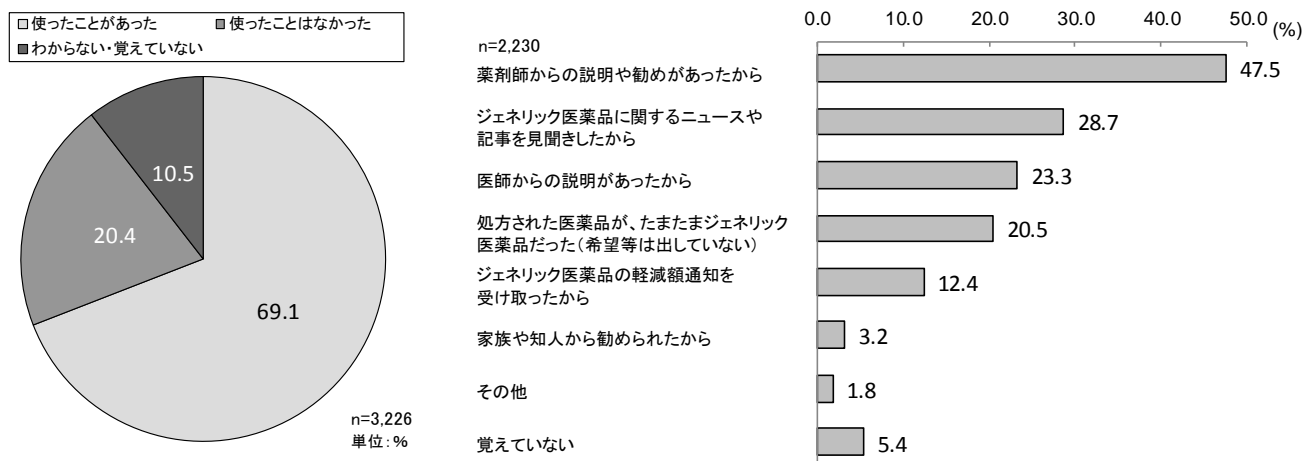 使ったことがあった 使ったことはなかった
わからない・覚えていない
10.5
20.4
69.1
n=3,226
単位：%
0.0 10.0 20.0 30.0 40.0 50.0
(%)
n=2,230
薬剤師からの説明や勧めがあったから
47.5
ジェネリック医薬品に関するニュースや
記事を見聞きしたから
28.7
医師からの説明があったから
23.3
処方された医薬品が、たまたまジェネリック
医薬品だった（希望等は出していない）
20.5
ジェネリック医薬品の軽減額通知を
受け取ったから
12.4
家族や知人から勧められたから
3.2
その他
1.8
覚えていない
5.4